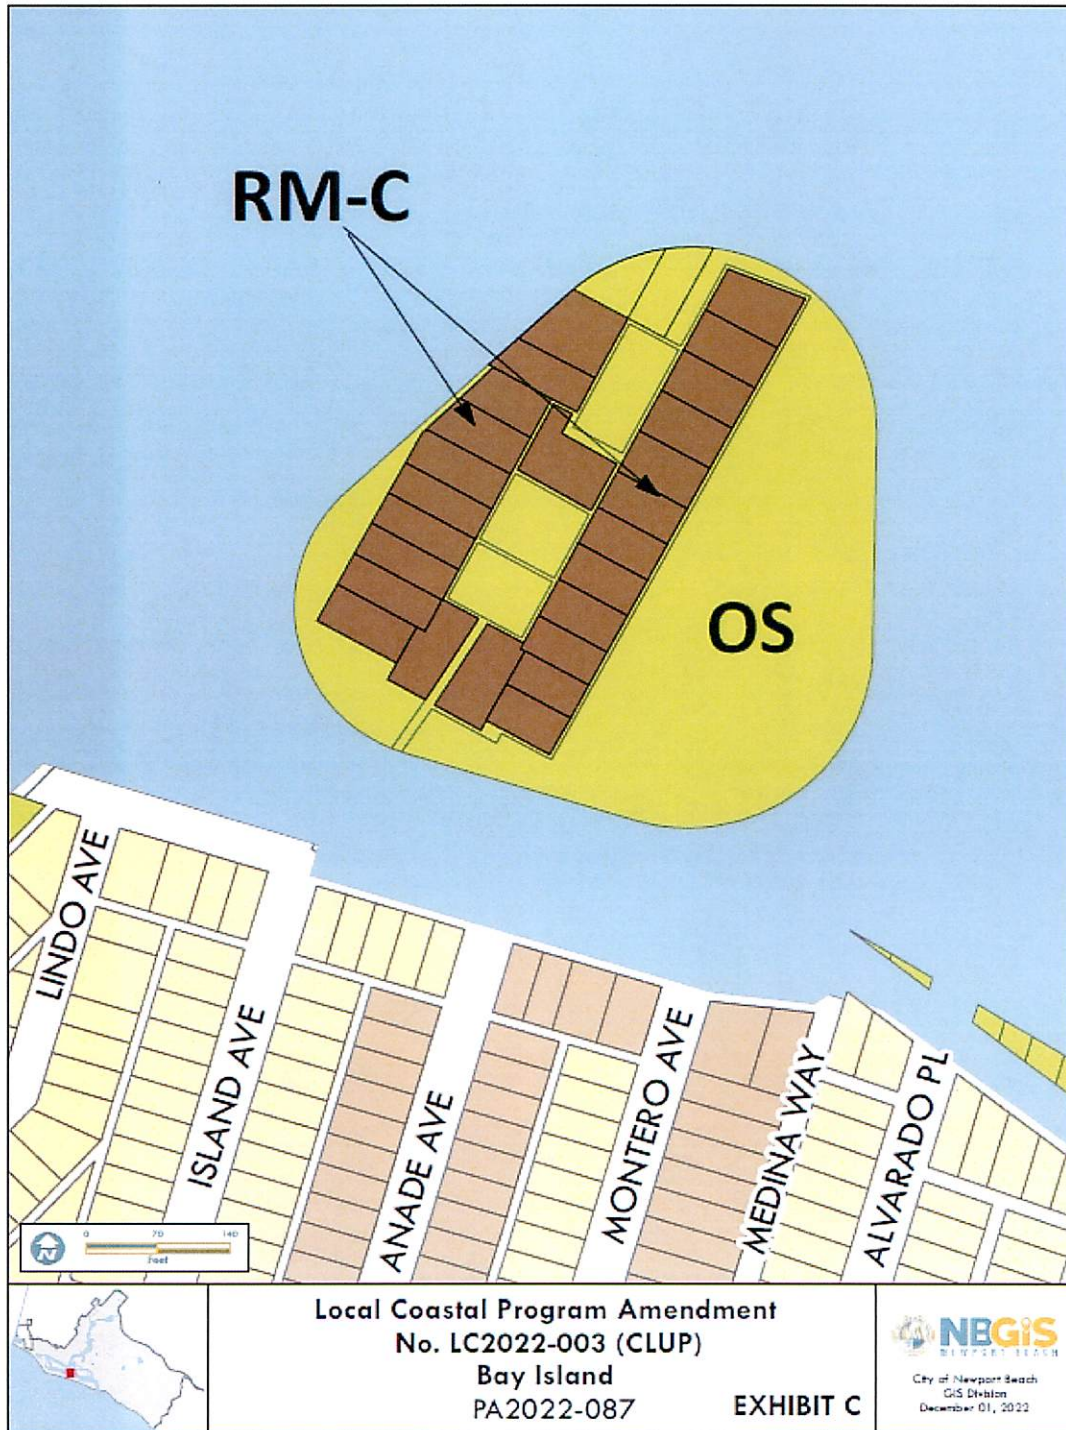 RM-C
OS
LINDO AVE
ISLAND AVE
ANADE AVE
MONTERO AVE
MEDINA WAY
ALVARADO PL
N
0 70 140
Feet
Local Coastal Program Amendment
No. LC2022-003 (CLUP)
Bay Island
PA2022-087
EXHIBIT C
NBGIS
NEWPORT BEACH
City of Newport Beach
GIS Division
December 01, 2022